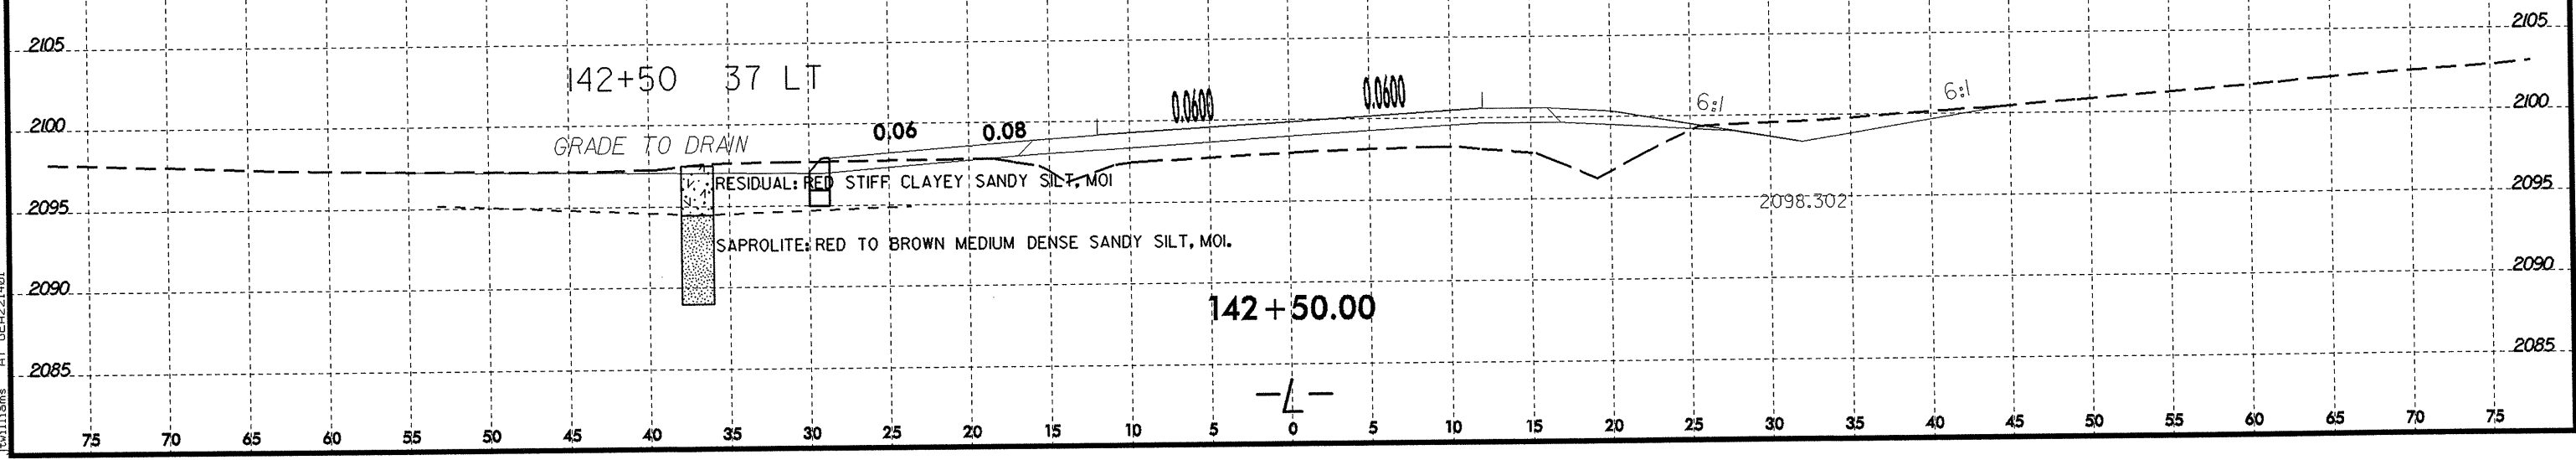 2105 2105
142+50 37 LT
0.0600 0.0600 6:1 6:1
2100 0.06 0.08 2100
GRADE TO DRAIN
RESIDUAL: RED STIFF CLAYEY SANDY SILT, MOI
2095 2098.302 2095
SAPROLITE: RED TO BROWN MEDIUM DENSE SANDY SILT, MOI.
2090 2090
142+50.00
2085 2085
-L-
75 70 65 60 55 50 45 40 35 30 25 20 15 10 5 0 5 10 15 20 25 30 35 40 45 50 55 60 65 70 75